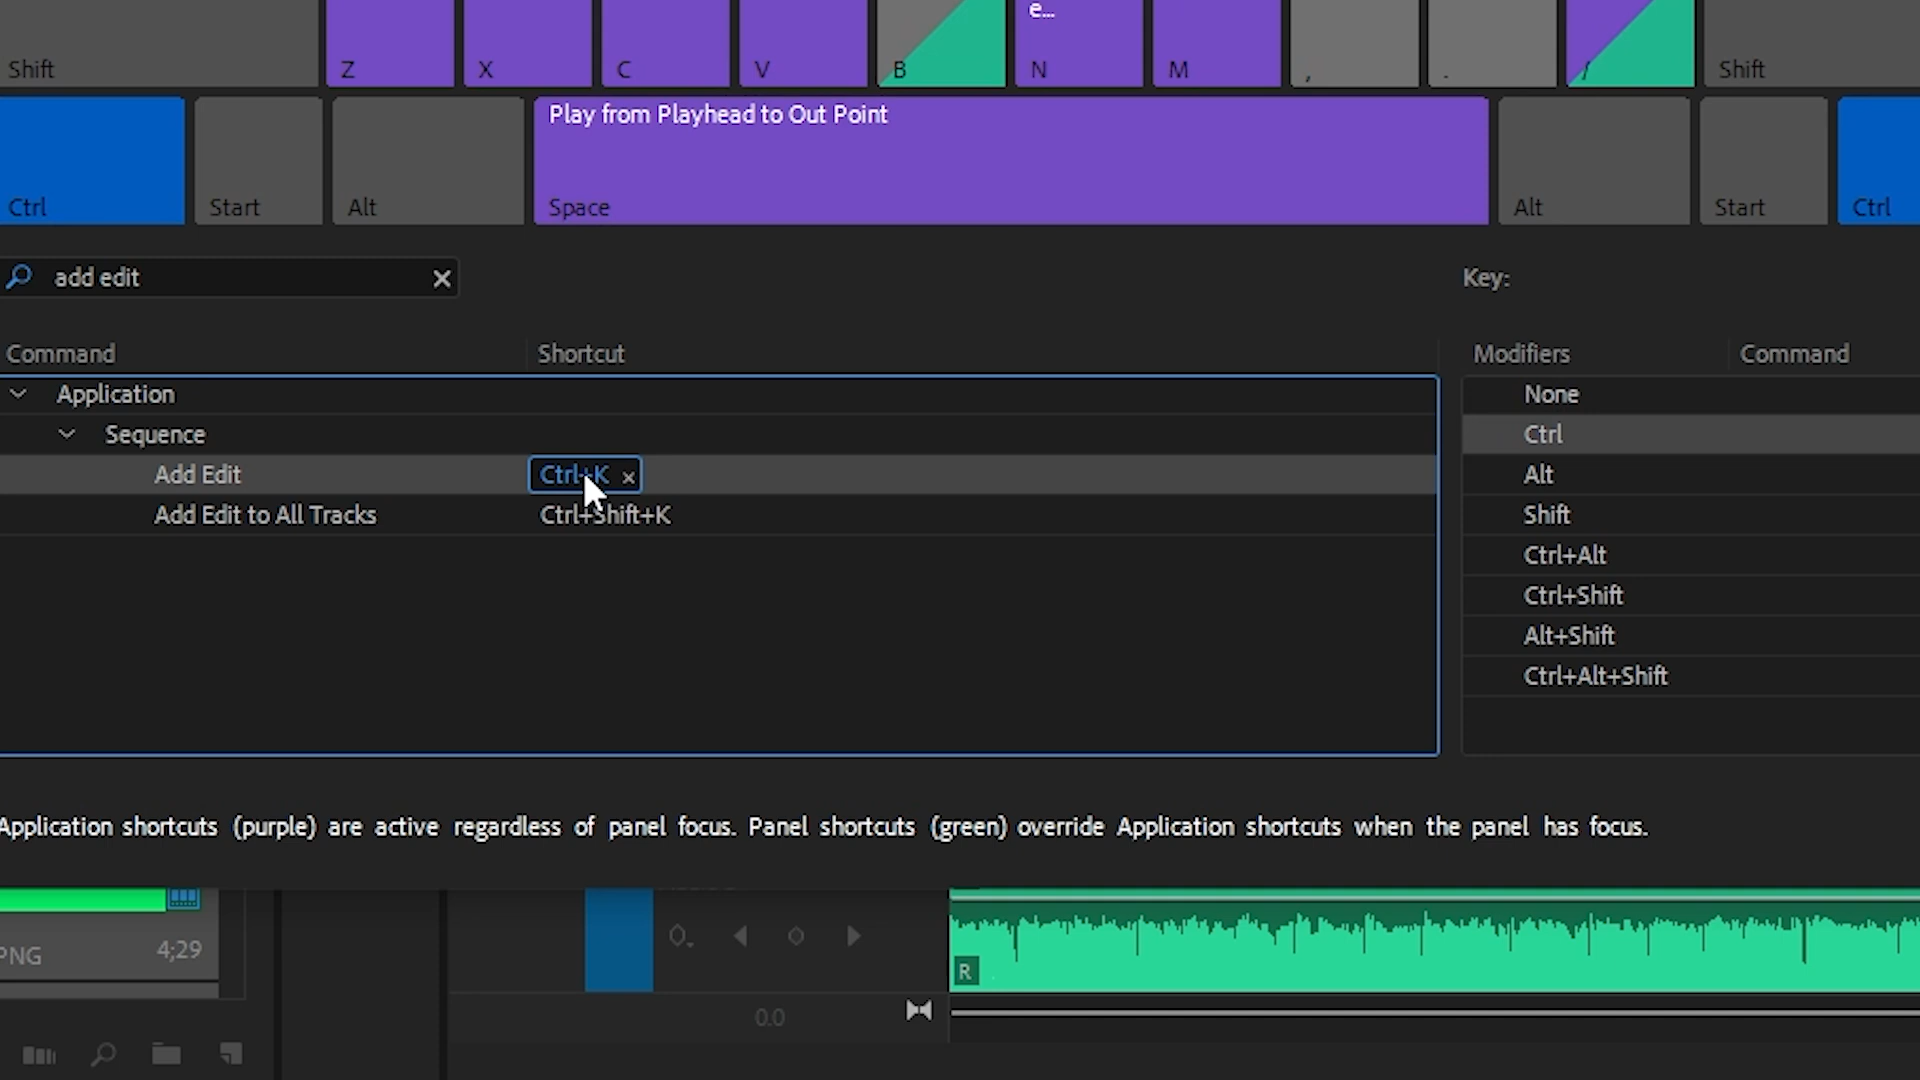 e...
Shift Z X C V B N M , . / Shift
Play from Playhead to Out Point
Ctrl Start Alt Space Alt Start Ctrl
add edit
Key:
Command Shortcut Modifiers Command
Application None
Sequence Ctrl
Add Edit Ctrl+K Alt
Add Edit to All Tracks Ctrl+Shift+K Shift
Ctrl+Alt
Ctrl+Shift
Alt+Shift
Ctrl+Alt+Shift
Application shortcuts (purple) are active regardless of panel focus. Panel shortcuts (green) override Application shortcuts when the panel has focus.
PNG 4;29
R
0.0